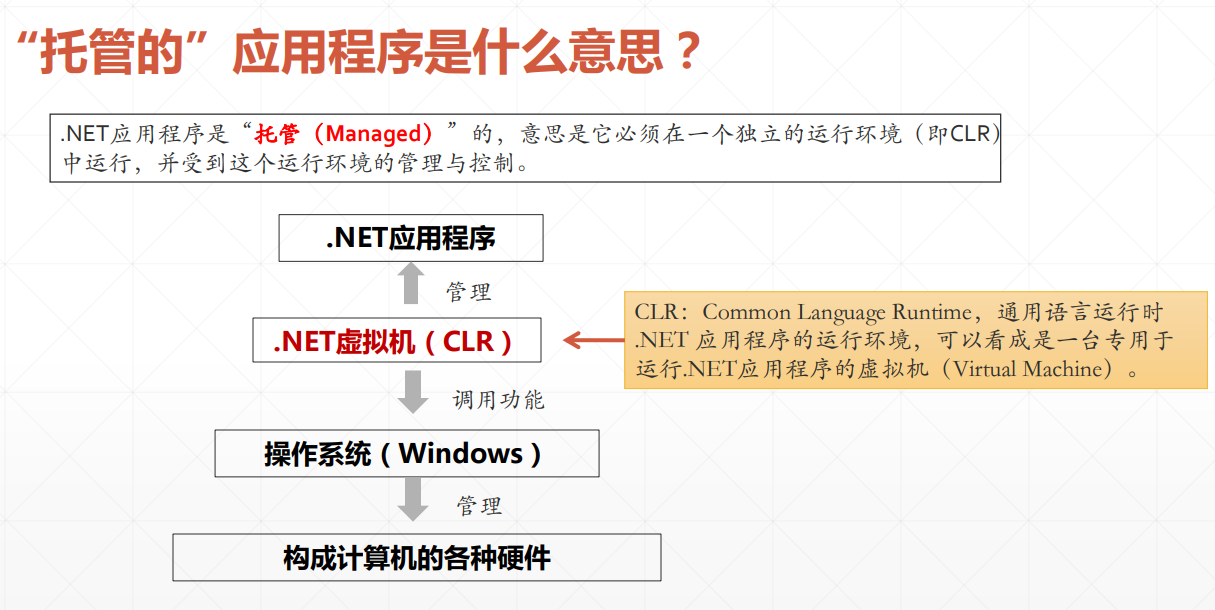 “托管的”应用程序是什么意思？
.NET应用程序是“托管（Managed）”的，意思是它必须在一个独立的运行环境（即CLR）
中运行，并受到这个运行环境的管理与控制。
.NET应用程序
管理
.NET虚拟机（CLR）
CLR：Common Language Runtime，通用语言运行时
.NET 应用程序的运行环境，可以看成是一台专用于
运行.NET应用程序的虚拟机（Virtual Machine）。
调用功能
操作系统（Windows）
管理
构成计算机的各种硬件